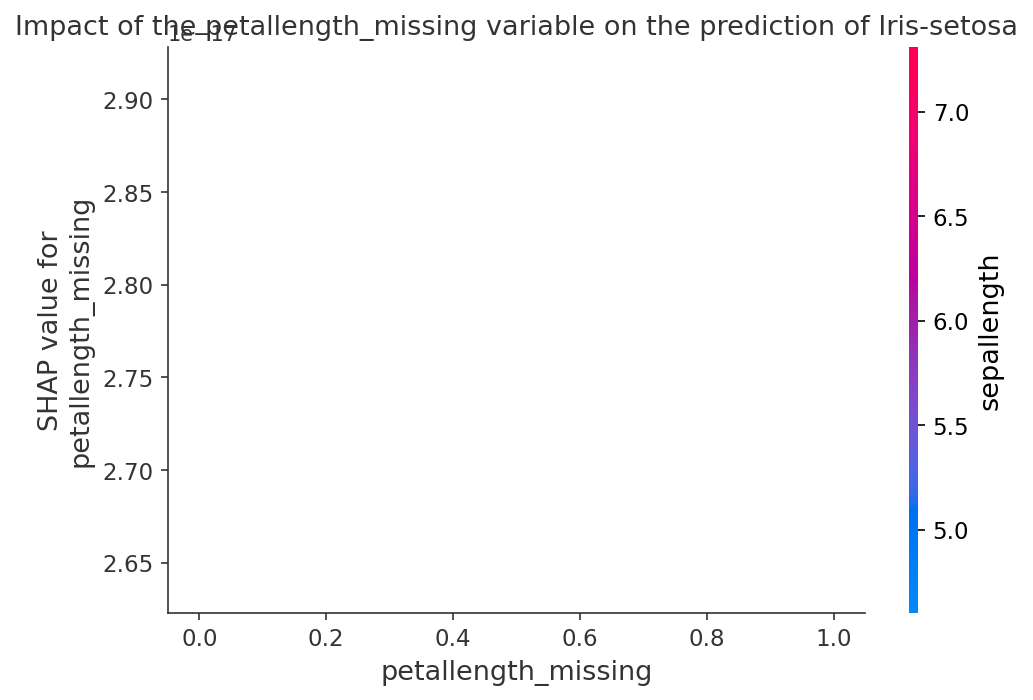 Impact of the petallength_missing variable on the prediction of Iris-setosa
1e−17
2.90
2.85
2.80
2.75
2.70
2.65
SHAP value for
petallength_missing
0.0 0.2 0.4 0.6 0.8 1.0
petallength_missing
7.0
6.5
6.0
5.5
5.0
sepallength